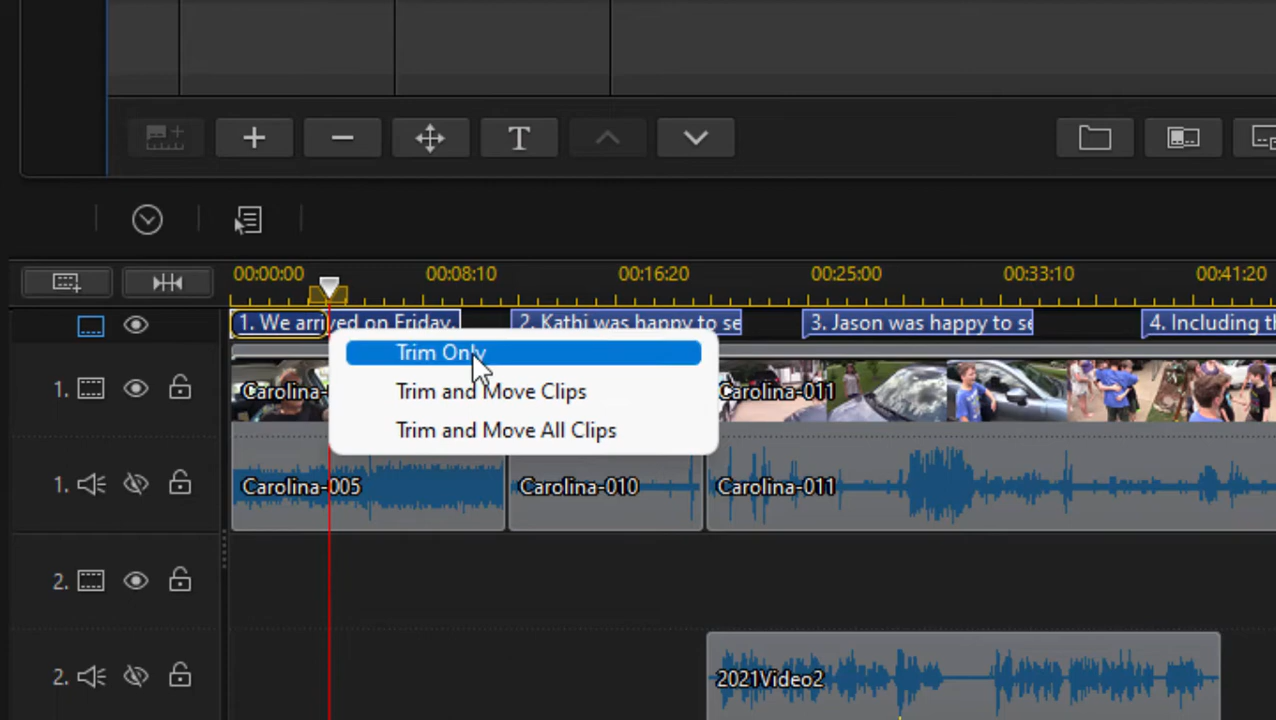 T
00:00:00 00:08:10 00:16:20 00:25:00 00:33:10 00:41:20
1. We arrived on Friday. 2. Kathi was happy to se 3. Jason was happy to se 4. Including th
Trim Only
1. Carolina- Carolina-011
Trim and Move Clips
Trim and Move All Clips
1. Carolina-005 Carolina-010 Carolina-011
2.
2. 2021Video2